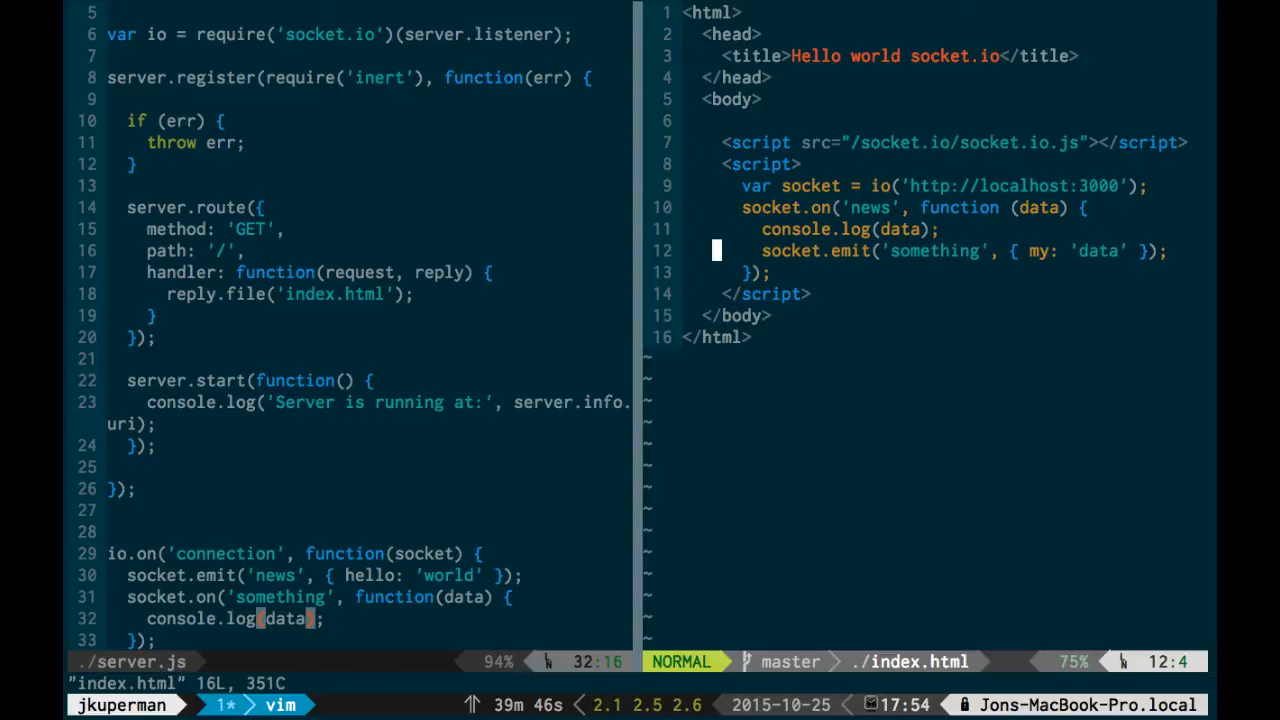 5
6 var io = require('socket.io')(server.listener);
7
8 server.register(require('inert'), function(err) {
9
10 if (err) {
11 throw err;
12 }
13
14 server.route({
15 method: 'GET',
16 path: '/',
17 handler: function(request, reply) {
18 reply.file('index.html');
19 }
20 });
21
22 server.start(function() {
23 console.log('Server is running at:', server.info.
uri);
24 });
25
26 });
27
28
29 io.on('connection', function(socket) {
30 socket.emit('news', { hello: 'world' });
31 socket.on('something', function(data) {
32 console.log(data);
33 });
./server.js 94% 32:16
1 <html>
2 <head>
3 <title>Hello world socket.io</title>
4 </head>
5 <body>
6
7 <script src="/socket.io/socket.io.js"></script>
8 <script>
9 var socket = io('http://localhost:3000');
10 socket.on('news', function (data) {
11 console.log(data);
12 socket.emit('something', { my: 'data' });
13 });
14 </script>
15 </body>
16 </html>
~
~
~
~
~
~
~
~
~
~
~
~
~
~
NORMAL master ./index.html 75% 12:4
"index.html" 16L, 351C
jkuperman 1* vim 39m 46s 2.1 2.5 2.6 2015-10-25 17:54 Jons-MacBook-Pro.local